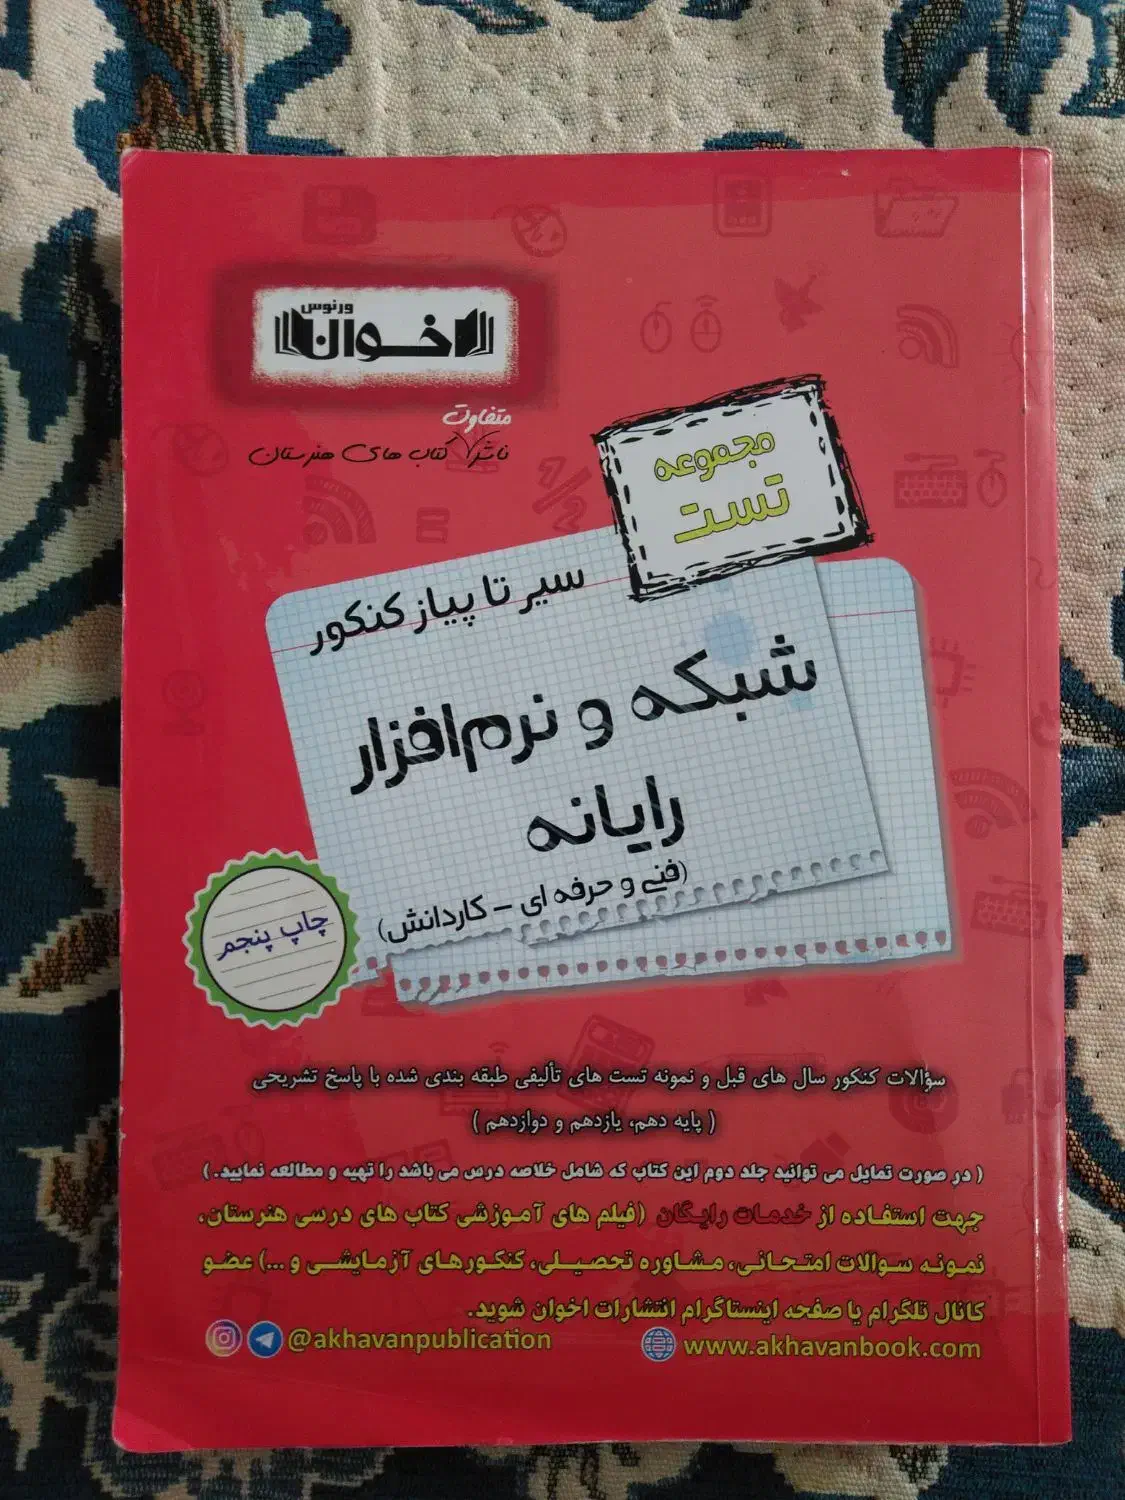 ورنوس
اخوان
متفاوت
ناشر کتاب های هنرستان
مجموعه
تست
سیر تا پیاز کنکور
شبکه و نرم‌افزار
رایانه
(فنی و حرفه ای - کاردانش)
چاپ پنجم
سؤالات کنکور سال های قبل و نمونه تست های تألیفی طبقه بندی شده با پاسخ تشریحی
( پایه دهم، یازدهم و دوازدهم )
( در صورت تمایل می توانید جلد دوم این کتاب که شامل خلاصه درس می باشد را تهیه و مطالعه نمایید. )
جهت استفاده از خدمات رایگان (فیلم های آموزشی کتاب های درسی هنرستان،
نمونه سوالات امتحانی، مشاوره تحصیلی، کنکورهای آزمایشی و ...) عضو
کانال تلگرام یا صفحه اینستاگرام انتشارات اخوان شوید.
@akhavanpublication www.akhavanbook.com